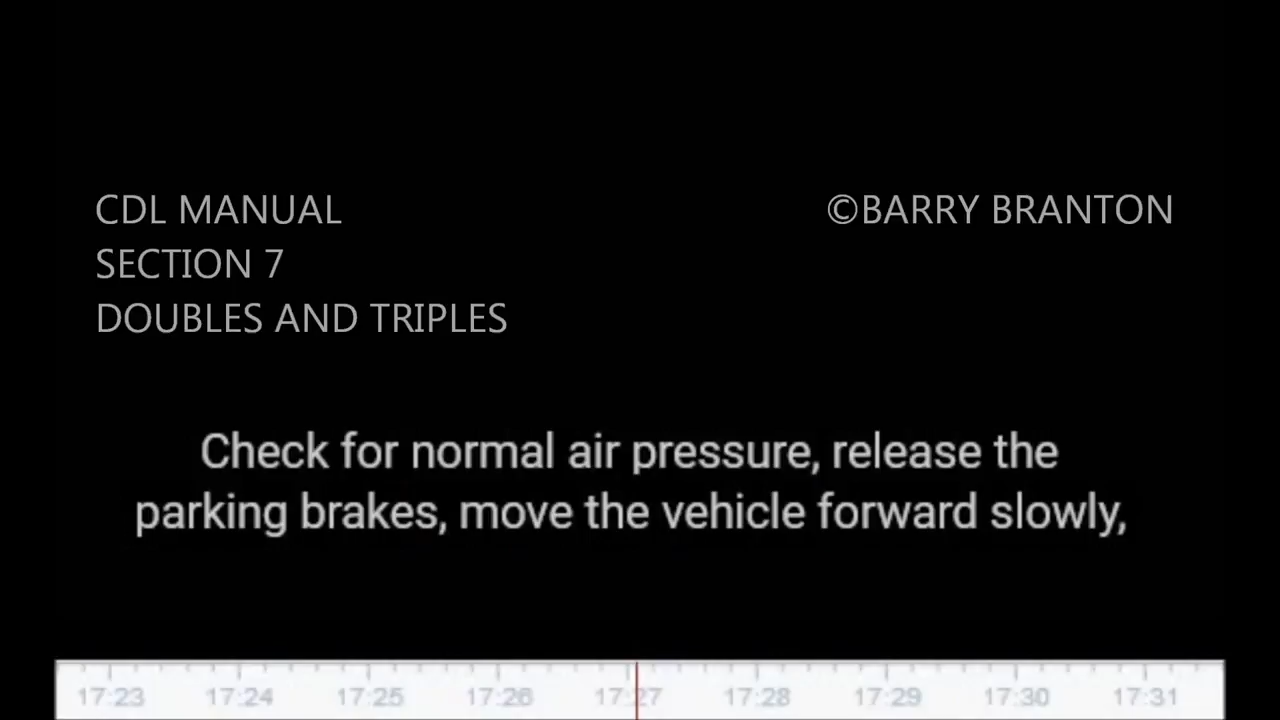 CDL MANUAL
©BARRY BRANTON
SECTION 7
DOUBLES AND TRIPLES
Check for normal air pressure, release the
parking brakes, move the vehicle forward slowly,
17:23 17:24 17:25 17:26 17:27 17:28 17:29 17:30 17:31